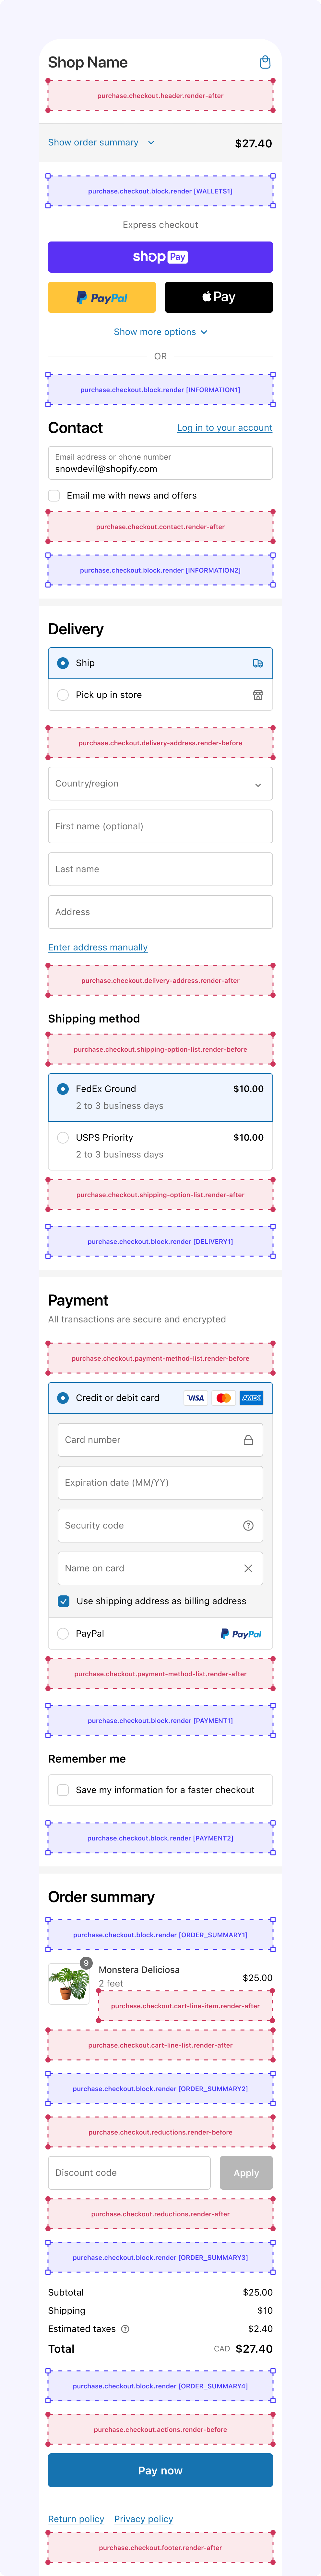 Shop Name
purchase.checkout.header.render-after
Show order summary
$27.40
purchase.checkout.block.render [WALLETS1]
Express checkout
shop Pay
PayPal
Pay
Show more options
OR
purchase.checkout.block.render [INFORMATION1]
Contact
Log in to your account
Email address or phone number
snowdevil@shopify.com
Email me with news and offers
purchase.checkout.contact.render-after
purchase.checkout.block.render [INFORMATION2]
Delivery
Ship
Pick up in store
purchase.checkout.delivery-address.render-before
Country/region
First name (optional)
Last name
Address
Enter address manually
purchase.checkout.delivery-address.render-after
Shipping method
purchase.checkout.shipping-option-list.render-before
FedEx Ground
$10.00
2 to 3 business days
USPS Priority
$10.00
2 to 3 business days
purchase.checkout.shipping-option-list.render-after
purchase.checkout.block.render [DELIVERY1]
Payment
All transactions are secure and encrypted
purchase.checkout.payment-method-list.render-before
Credit or debit card
VISA
AMEX
Card number
Expiration date (MM/YY)
Security code
Name on card
Use shipping address as billing address
PayPal
PayPal
purchase.checkout.payment-method-list.render-after
purchase.checkout.block.render [PAYMENT1]
Remember me
Save my information for a faster checkout
purchase.checkout.block.render [PAYMENT2]
Order summary
purchase.checkout.block.render [ORDER_SUMMARY1]
9
Monstera Deliciosa
2 feet
$25.00
purchase.checkout.cart-line-item.render-after
purchase.checkout.cart-line-list.render-after
purchase.checkout.block.render [ORDER_SUMMARY2]
purchase.checkout.reductions.render-before
Discount code
Apply
purchase.checkout.reductions.render-after
purchase.checkout.block.render [ORDER_SUMMARY3]
Subtotal
$25.00
Shipping
$10
Estimated taxes
$2.40
Total
CAD $27.40
purchase.checkout.block.render [ORDER_SUMMARY4]
purchase.checkout.actions.render-before
Pay now
Return policy
Privacy policy
purchase.checkout.footer.render-after